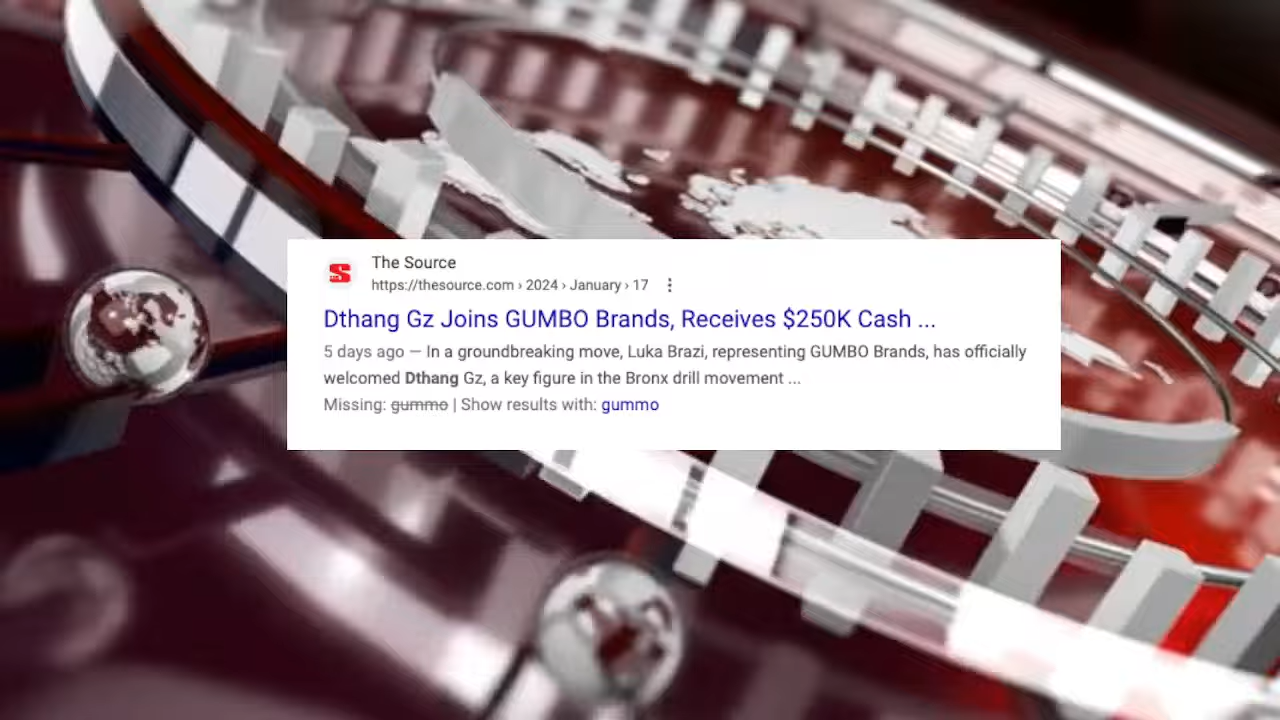 The Source
https://thesource.com › 2024 › January › 17
Dthang Gz Joins GUMBO Brands, Receives $250K Cash ...
5 days ago — In a groundbreaking move, Luka Brazi, representing GUMBO Brands, has officially
welcomed Dthang Gz, a key figure in the Bronx drill movement ...
Missing: gummo | Show results with: gummo